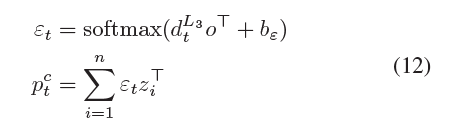 ε_t = softmax(d_t^{L_3} o^⊤ + b_ε)
p_t^c = ∑_{i=1}^{n} ε_t z_i^⊤ (12)